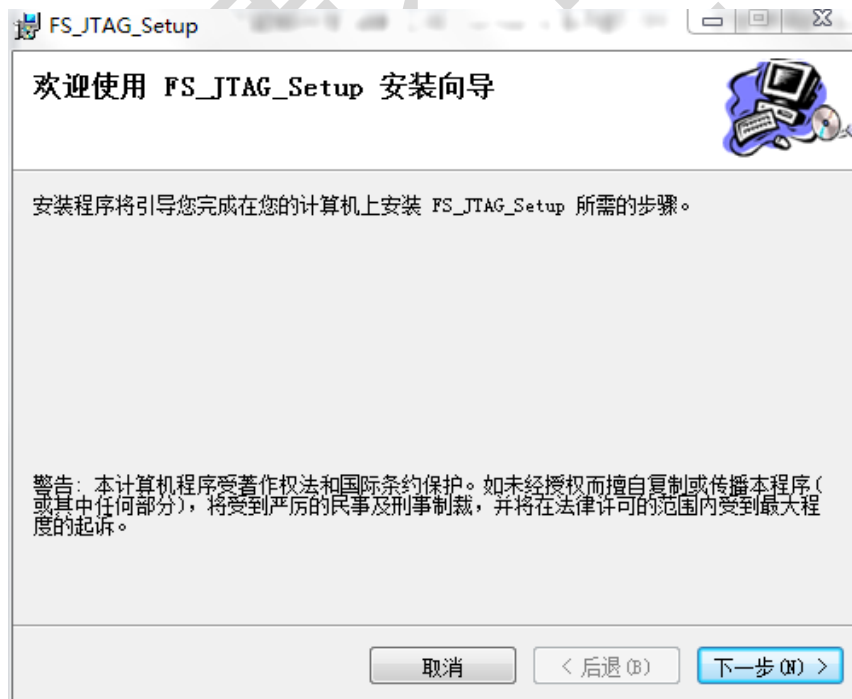 FS_JTAG_Setup
欢迎使用 FS_JTAG_Setup 安装向导
安装程序将引导您完成在您的计算机上安装 FS_JTAG_Setup 所需的步骤。
警告: 本计算机程序受著作权法和国际条约保护。如未经授权而擅自复制或传播本程序(
或其中任何部分), 将受到严厉的民事及刑事制裁, 并将在法律许可的范围内受到最大程
度的起诉。
取消
< 后退(B)
下一步(N) >